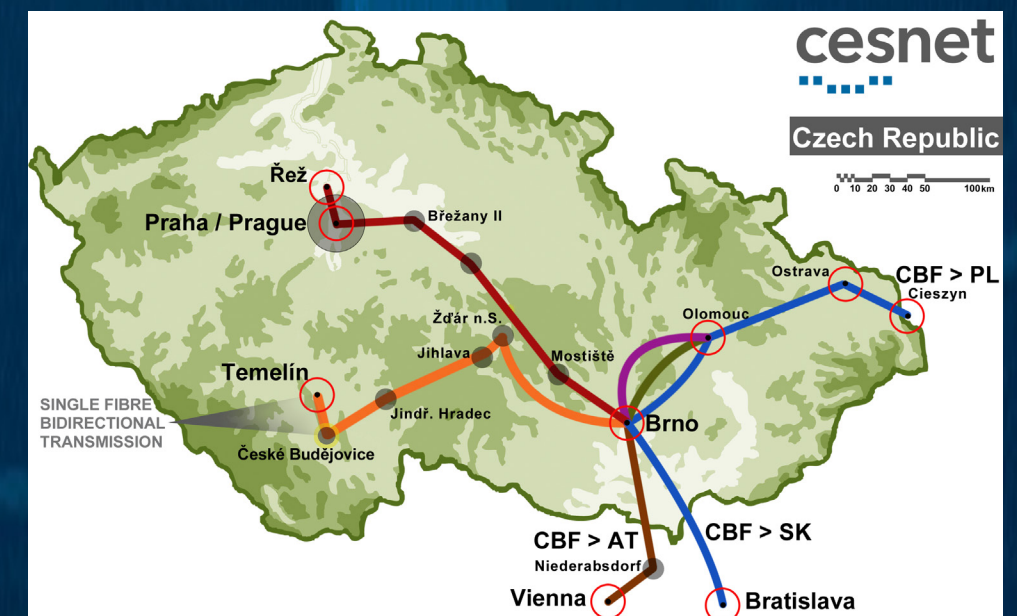 cesnet
Czech Republic
0 10 20 30 40 50 100km
Řež
Praha / Prague
Břežany II
Ostrava
CBF > PL
Cieszyn
Olomouc
Žďár n.S.
Jihlava
Mostiště
Temelín
SINGLE FIBRE
BIDIRECTIONAL
TRANSMISSION
Jindř. Hradec
Brno
České Budějovice
CBF > AT
CBF > SK
Niederabsdorf
Vienna
Bratislava